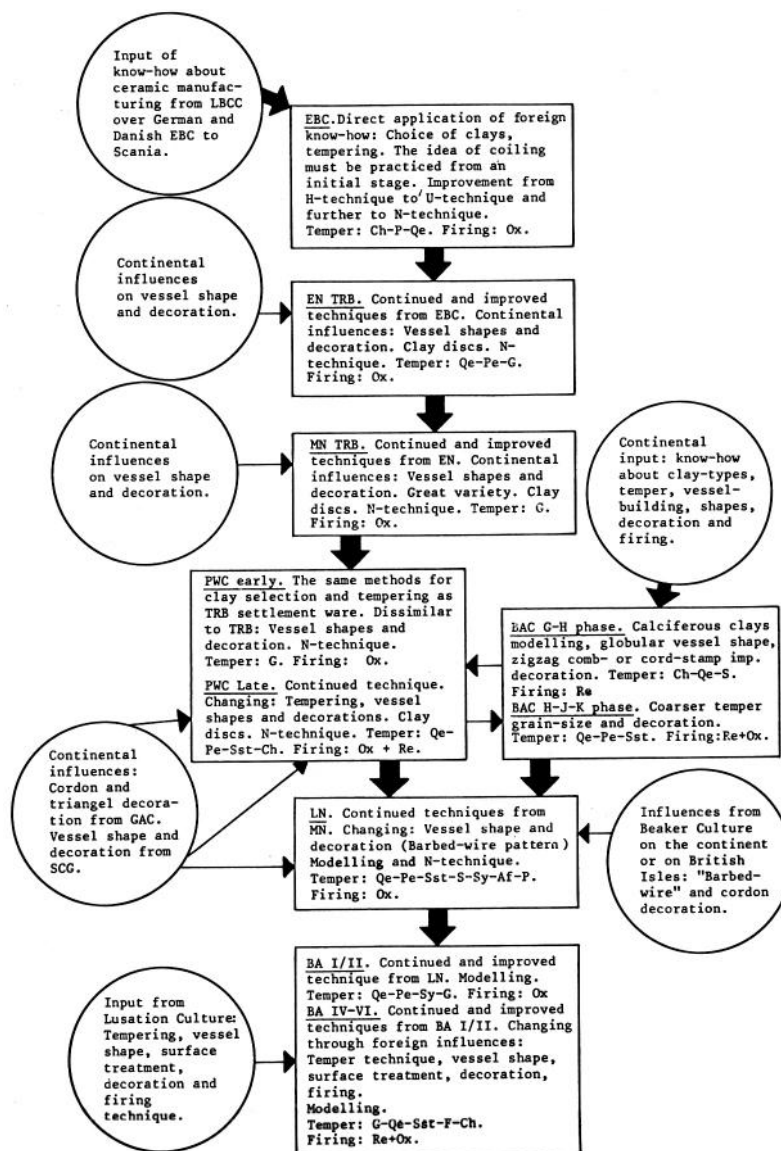 Input of
know-how about
ceramic manufac-
turing from LBCC
over German and
Danish EBC to
Scania.
EBC.Direct application of foreign
know-how: Choice of clays,
tempering. The idea of coiling
must be practiced from an
initial stage. Improvement from
H-technique to U-technique and
further to N-technique.
Temper: Ch-P-Qe. Firing: Ox.
Continental
influences
on vessel shape
and decoration.
EN TRB. Continued and improved
techniques from EBC. Continental
influences: Vessel shapes and
decoration. Clay discs. N-
technique. Temper: Qe-Pe-G.
Firing: Ox.
Continental
influences
on vessel shape
and decoration.
MN TRB. Continued and improved
techniques from EN. Continental
influences: Vessel shapes and
decoration. Great variety. Clay
discs. N-technique. Temper: G.
Firing: Ox.
Continental
input: know-how
about clay-types,
temper, vessel-
building, shapes,
decoration and
firing.
PWC early. The same methods for
clay selection and tempering as
TRB settlement ware. Dissimilar
to TRB: Vessel shapes and
decoration. N-technique.
Temper: G. Firing: Ox.
PWC Late. Continued technique.
Changing: Tempering, vessel
shapes and decorations. Clay
discs. N-technique. Temper: Qe-
Pe-Sst-Ch. Firing: Ox + Re.
BAC G-H phase. Calciferous clays
modelling, globular vessel shape,
zigzag comb- or cord-stamp imp.
decoration. Temper: Ch-Qe-S.
Firing: Re
BAC H-J-K phase. Coarser temper
grain-size and decoration.
Temper: Qe-Pe-Sst. Firing:Re+Ox.
Continental
influences:
Cordon and
triangel decora-
tion from GAC.
Vessel shape and
decoration from
SCG.
LN. Continued techniques from
MN. Changing: Vessel shape and
decoration (Barbed-wire pattern)
Modelling and N-technique.
Temper: Qe-Pe-Sst-S-Sy-Af-P.
Firing: Ox.
Influences from
Beaker Culture
on the continent
or on British
Isles: "Barbed-
wire" and cordon
decoration.
Input from
Lusation Culture:
Tempering, vessel
shape, surface
treatment,
decoration and
firing
technique.
BA I/II. Continued and improved
technique from LN. Modelling.
Temper: Qe-Pe-Sy-G. Firing: Ox
BA IV-VI. Continued and improved
techniques from BA I/II. Changing
through foreign influences:
Temper technique, vessel shape,
surface treatment, decoration,
firing.
Modelling.
Temper: G-Qe-Sst-F-Ch.
Firing: Re+Ox.